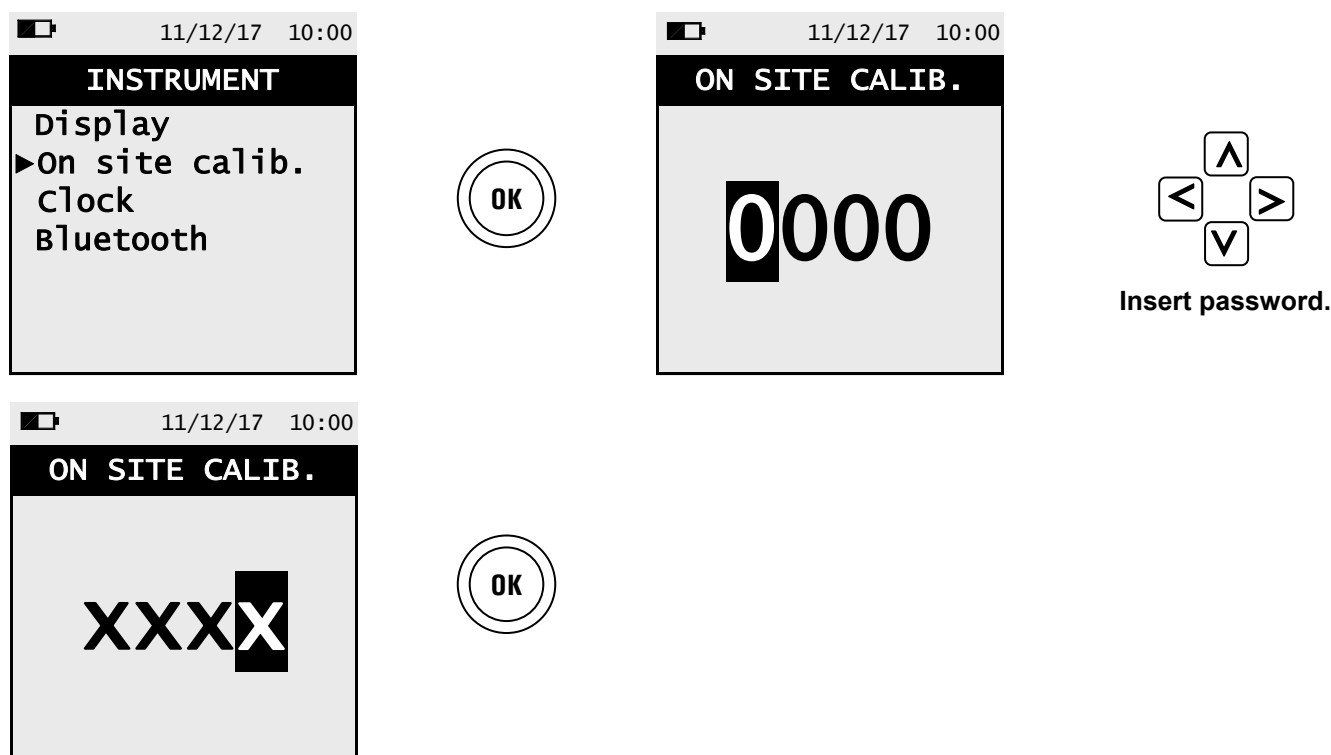 11/12/17 10:00
INSTRUMENT
Display
►On site calib.
Clock
Bluetooth
OK
11/12/17 10:00
ON SITE CALIB.
0000
∧
< >
∨
Insert password.
11/12/17 10:00
ON SITE CALIB.
XXXX
OK